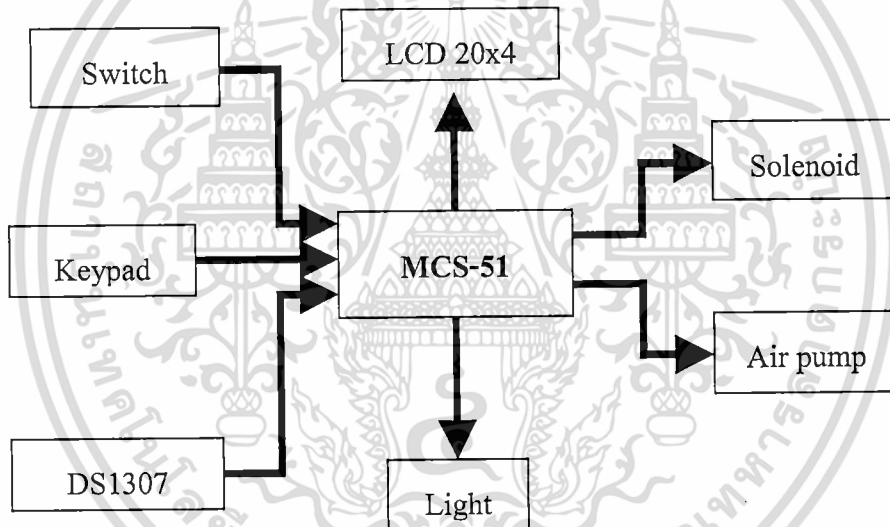 Switch
LCD 20x4
Solenoid
Keypad
MCS-51
Air pump
DS1307
Light